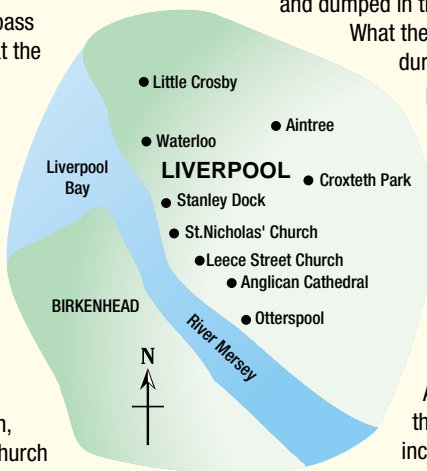 pass
t the
and dumped in t
What the
dur
Little Crosby
Aintree
Waterloo
LIVERPOOL
Liverpool
Bay
Croxteth Park
Stanley Dock
St.Nicholas' Church
Leece Street Church
Anglican Cathedral
BIRKENHEAD
Otterspool
River Mersey
N
th
inc
hurch